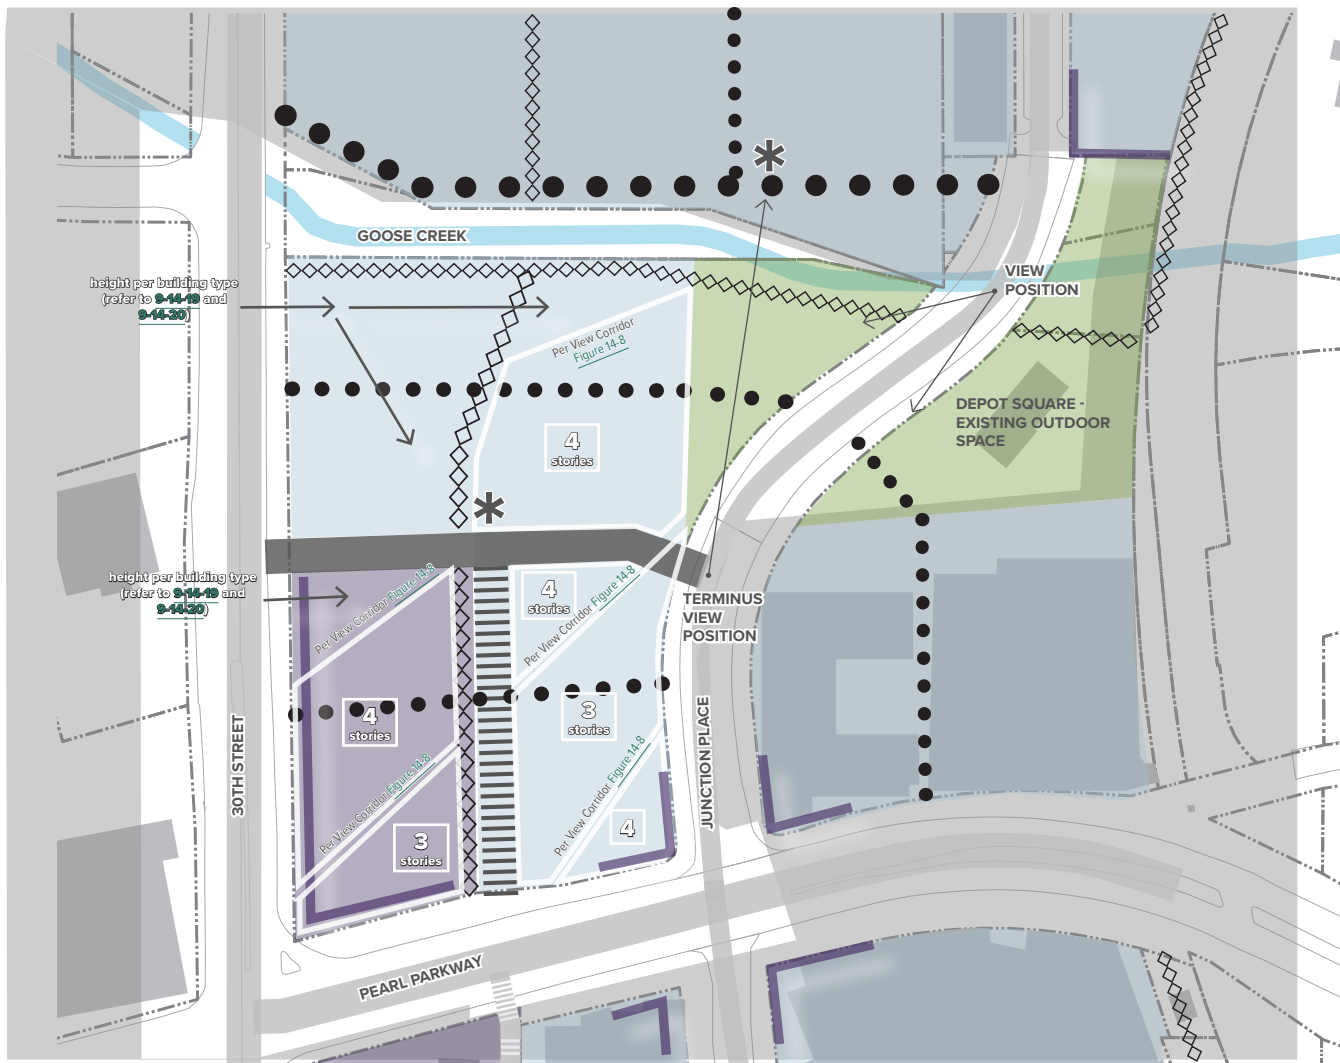 GOOSE CREEK
height per building type
(refer to 9-14-19 and
9-14-20)
VIEW
POSITION
Per View Corridor
Figure 14-8
DEPOT SQUARE -
EXISTING OUTDOOR
SPACE
4
stories
*
*
height per building type
(refer to 9-14-19 and
9-14-20)
Per View Corridor Figure 14-8
4
stories
Per View Corridor Figure 14-8
TERMINUS
VIEW
POSITION
4
stories
3
stories
30TH STREET
JUNCTION PLACE
Per View Corridor Figure 14-8
Per View Corridor Figure 14-8
3
stories
4
PEARL PARKWAY